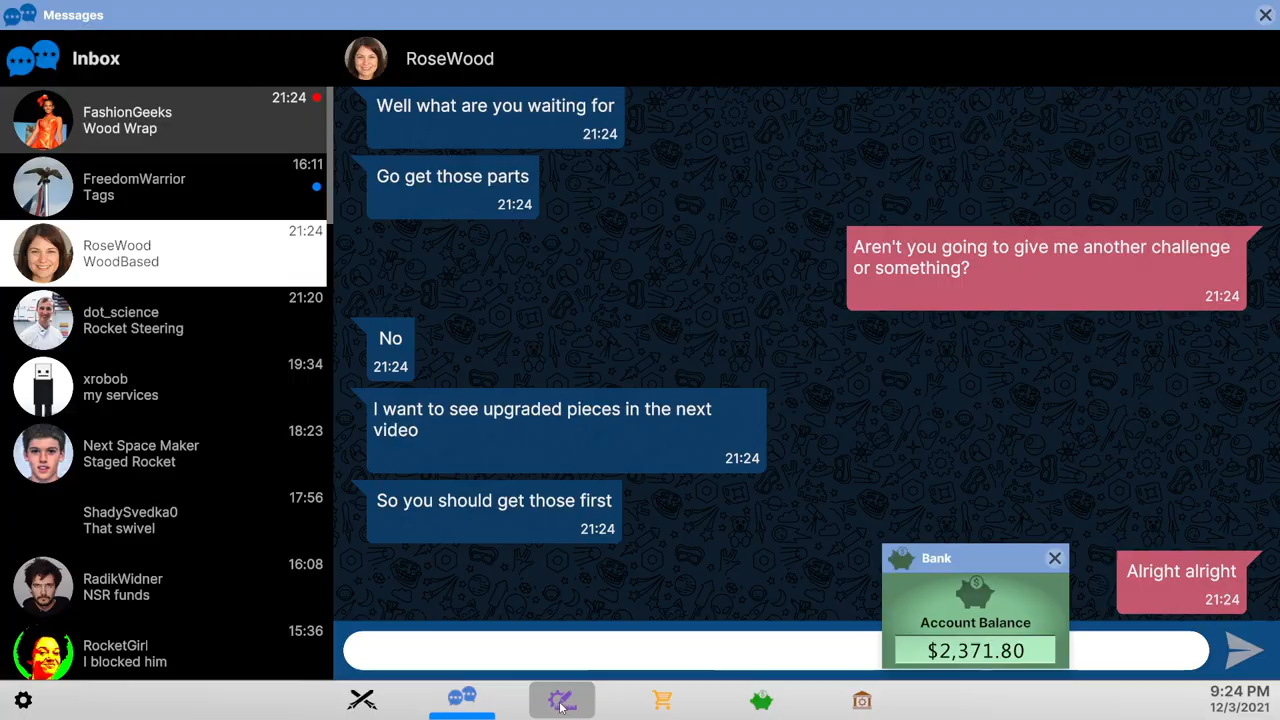 Messages
Inbox
RoseWood
FashionGeeks
Wood Wrap
21:24
FreedomWarrior
Tags
16:11
RoseWood
WoodBased
21:24
dot_science
Rocket Steering
21:20
xrobob
my services
19:34
Next Space Maker
Staged Rocket
18:23
ShadySvedka0
That swivel
17:56
RadikWidner
NSR funds
16:08
RocketGirl
I blocked him
15:36
Well what are you waiting for
21:24
Go get those parts
21:24
Aren't you going to give me another challenge
or something?
21:24
No
21:24
I want to see upgraded pieces in the next
video
21:24
So you should get those first
21:24
Alright alright
21:24
Bank
Account Balance
$2,371.80
9:24 PM
12/3/2021